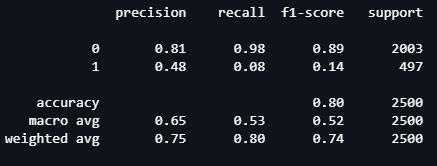 precision recall f1-score support
0 0.81 0.98 0.89 2003
1 0.48 0.08 0.14 497
accuracy 0.80 2500
macro avg 0.65 0.53 0.52 2500
weighted avg 0.75 0.80 0.74 2500